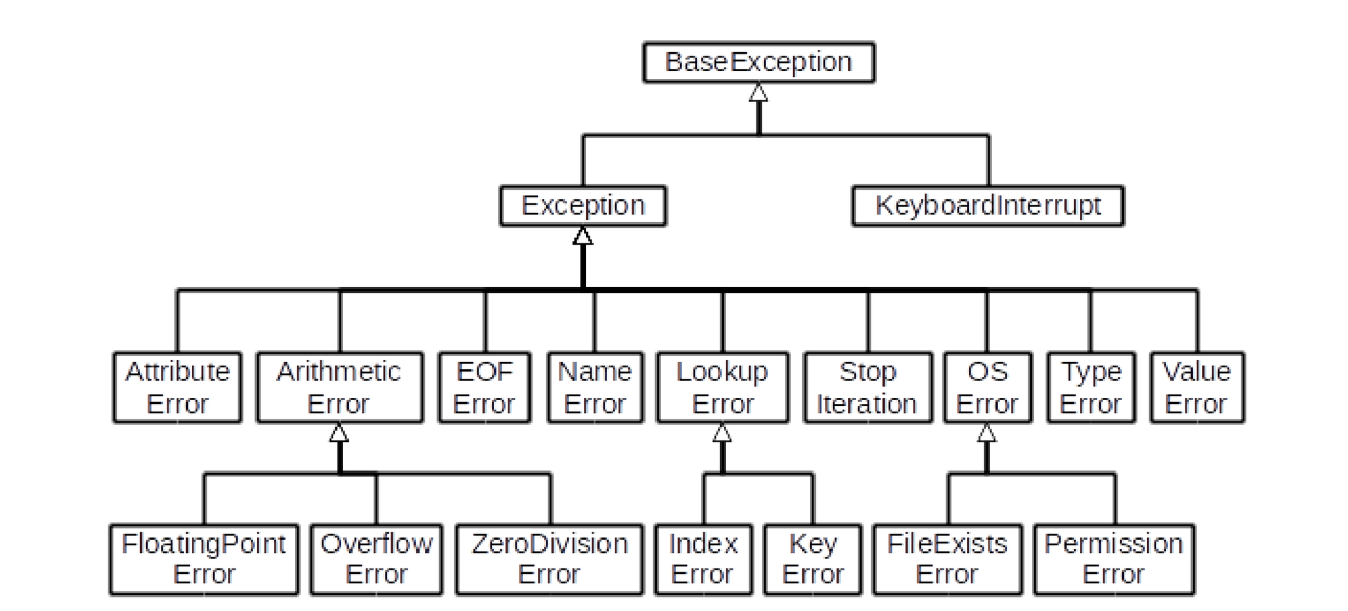 BaseException
Exception
KeyboardInterrupt
Attribute
Error
Arithmetic
Error
EOF
Error
Name
Error
Lookup
Error
Stop
Iteration
OS
Error
Type
Error
Value
Error
FloatingPoint
Error
Overflow
Error
ZeroDivision
Error
Index
Error
Key
Error
FileExists
Error
Permission
Error